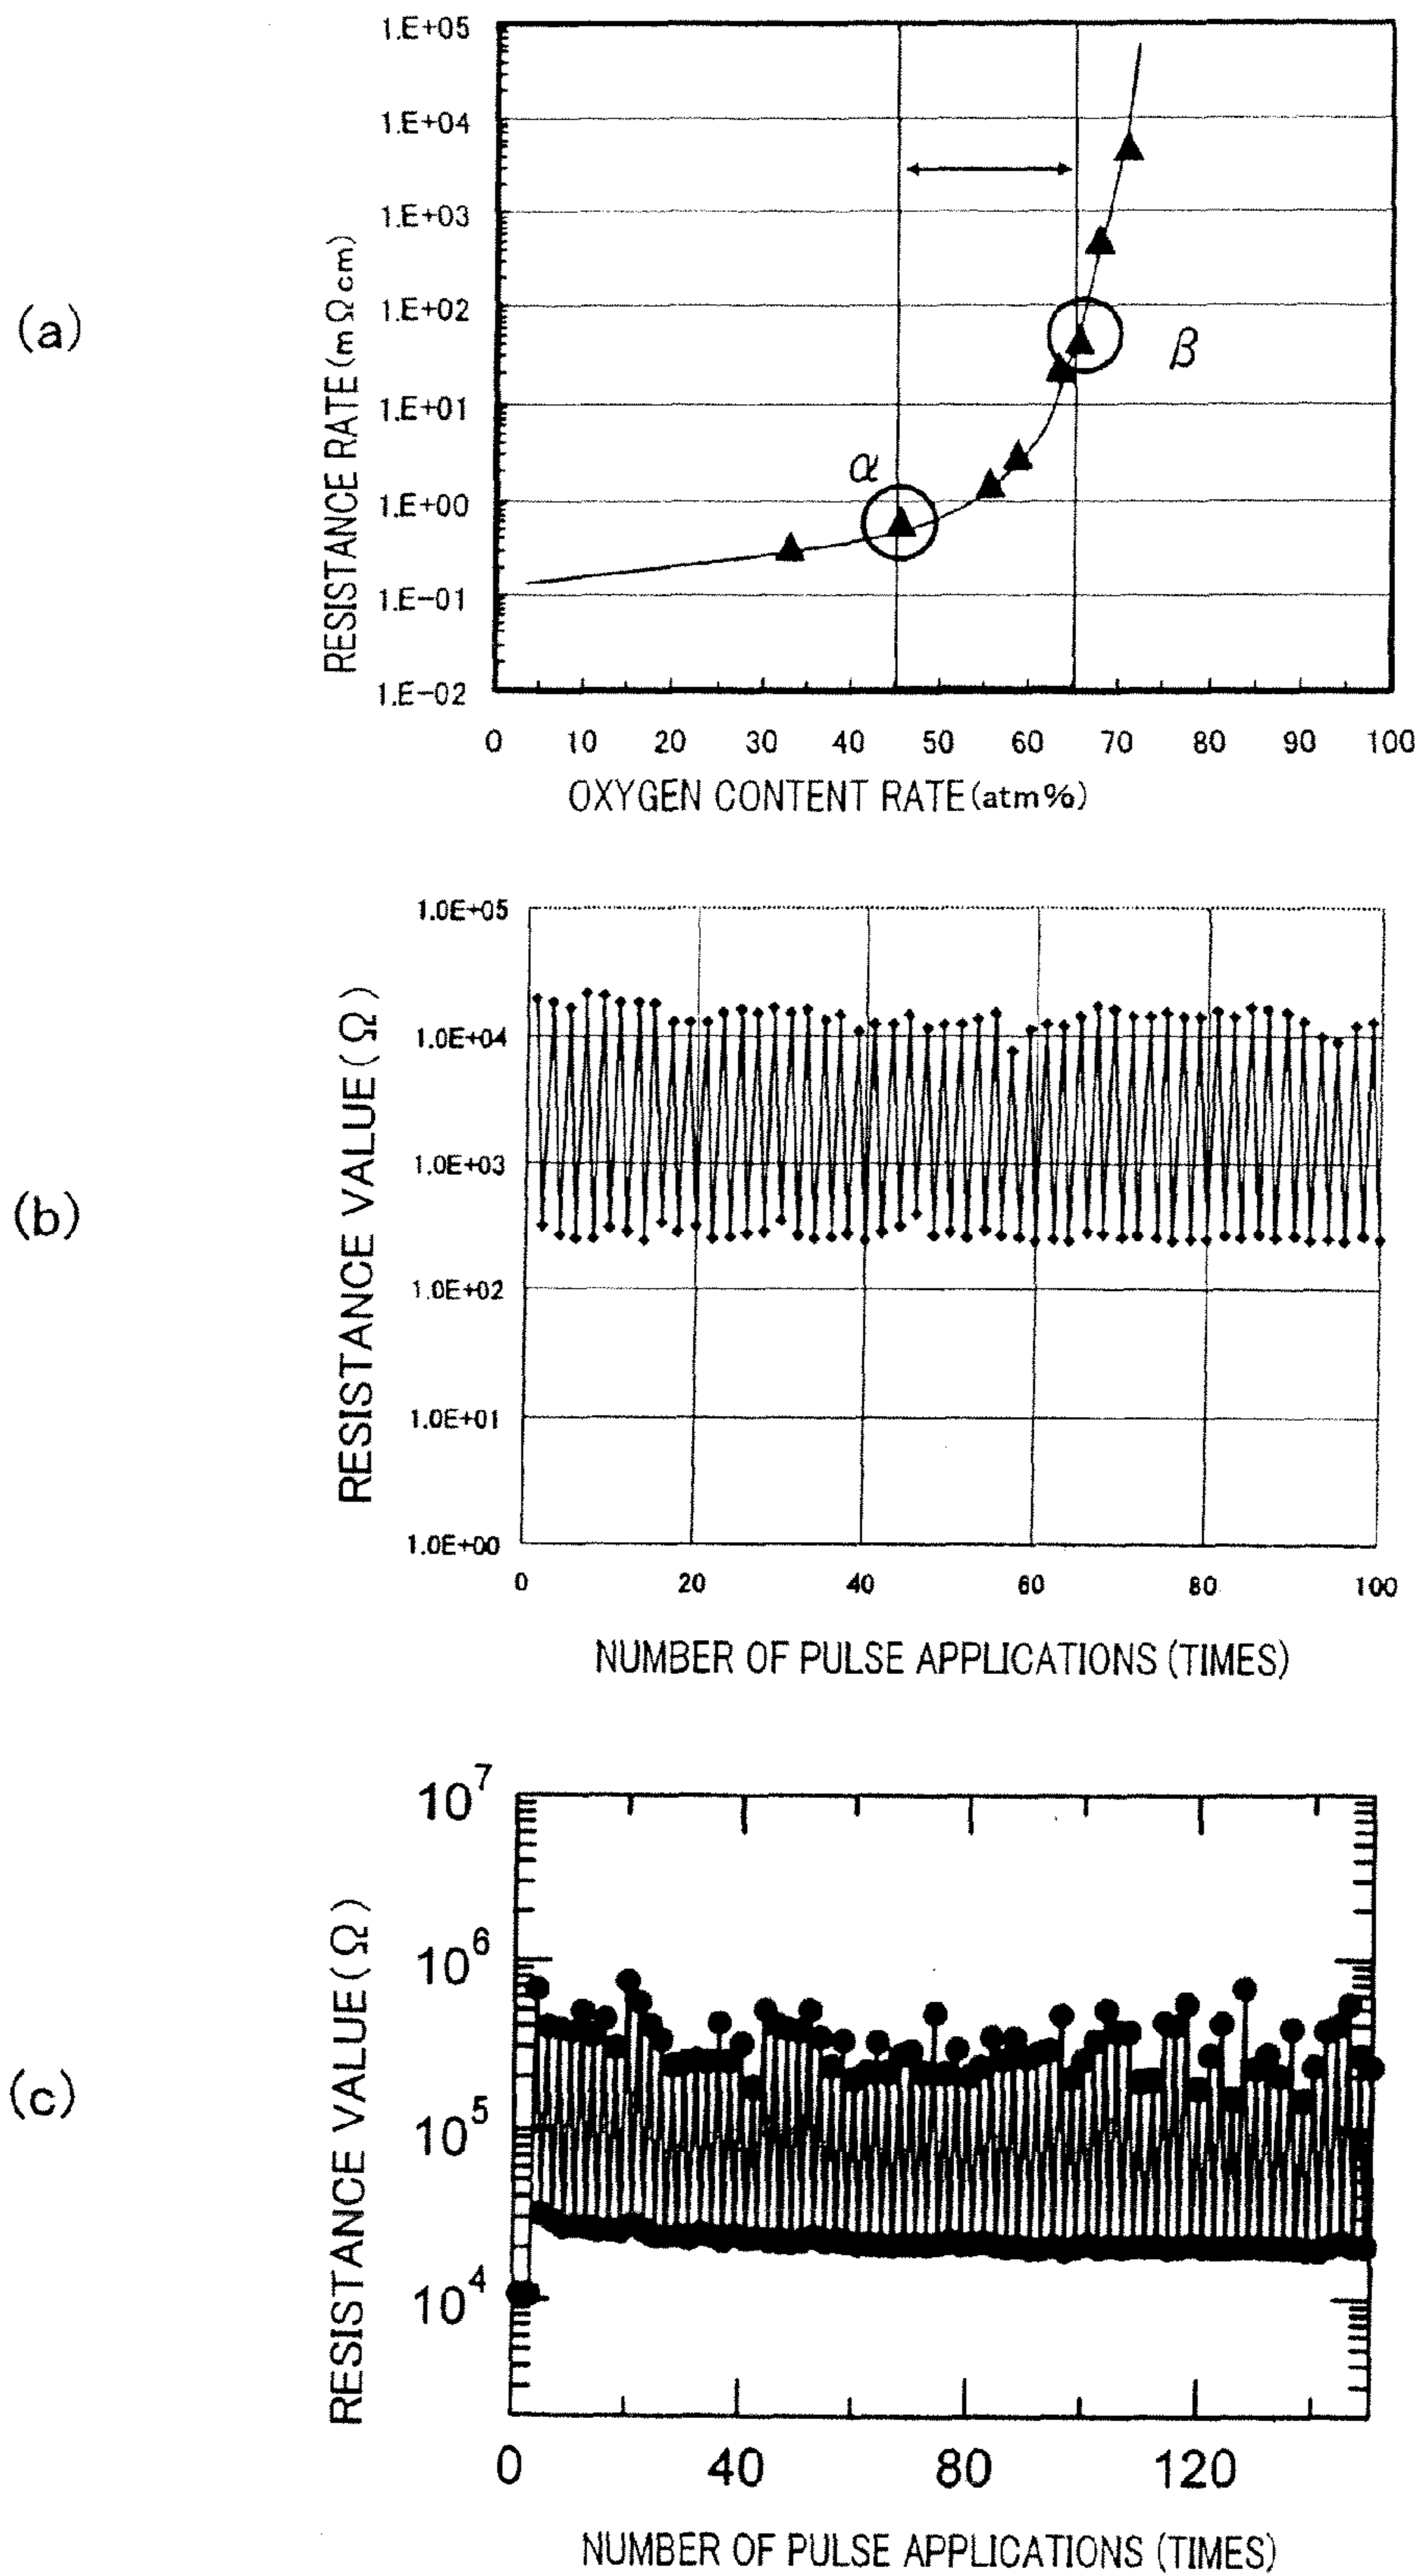 (a)
RESISTANCE RATE(mΩcm)
1.E+05
1.E+04
1.E+03
1.E+02
1.E+01
1.E+00
1.E-01
1.E-02
α
β
0 10 20 30 40 50 60 70 80 90 100
OXYGEN CONTENT RATE(atm%)
(b)
RESISTANCE VALUE(Ω)
1.0E+05
1.0E+04
1.0E+03
1.0E+02
1.0E+01
1.0E+00
0 20 40 60 80 100
NUMBER OF PULSE APPLICATIONS (TIMES)
(c)
RESISTANCE VALUE(Ω)
10⁷
10⁶
10⁵
10⁴
0 40 80 120
NUMBER OF PULSE APPLICATIONS (TIMES)